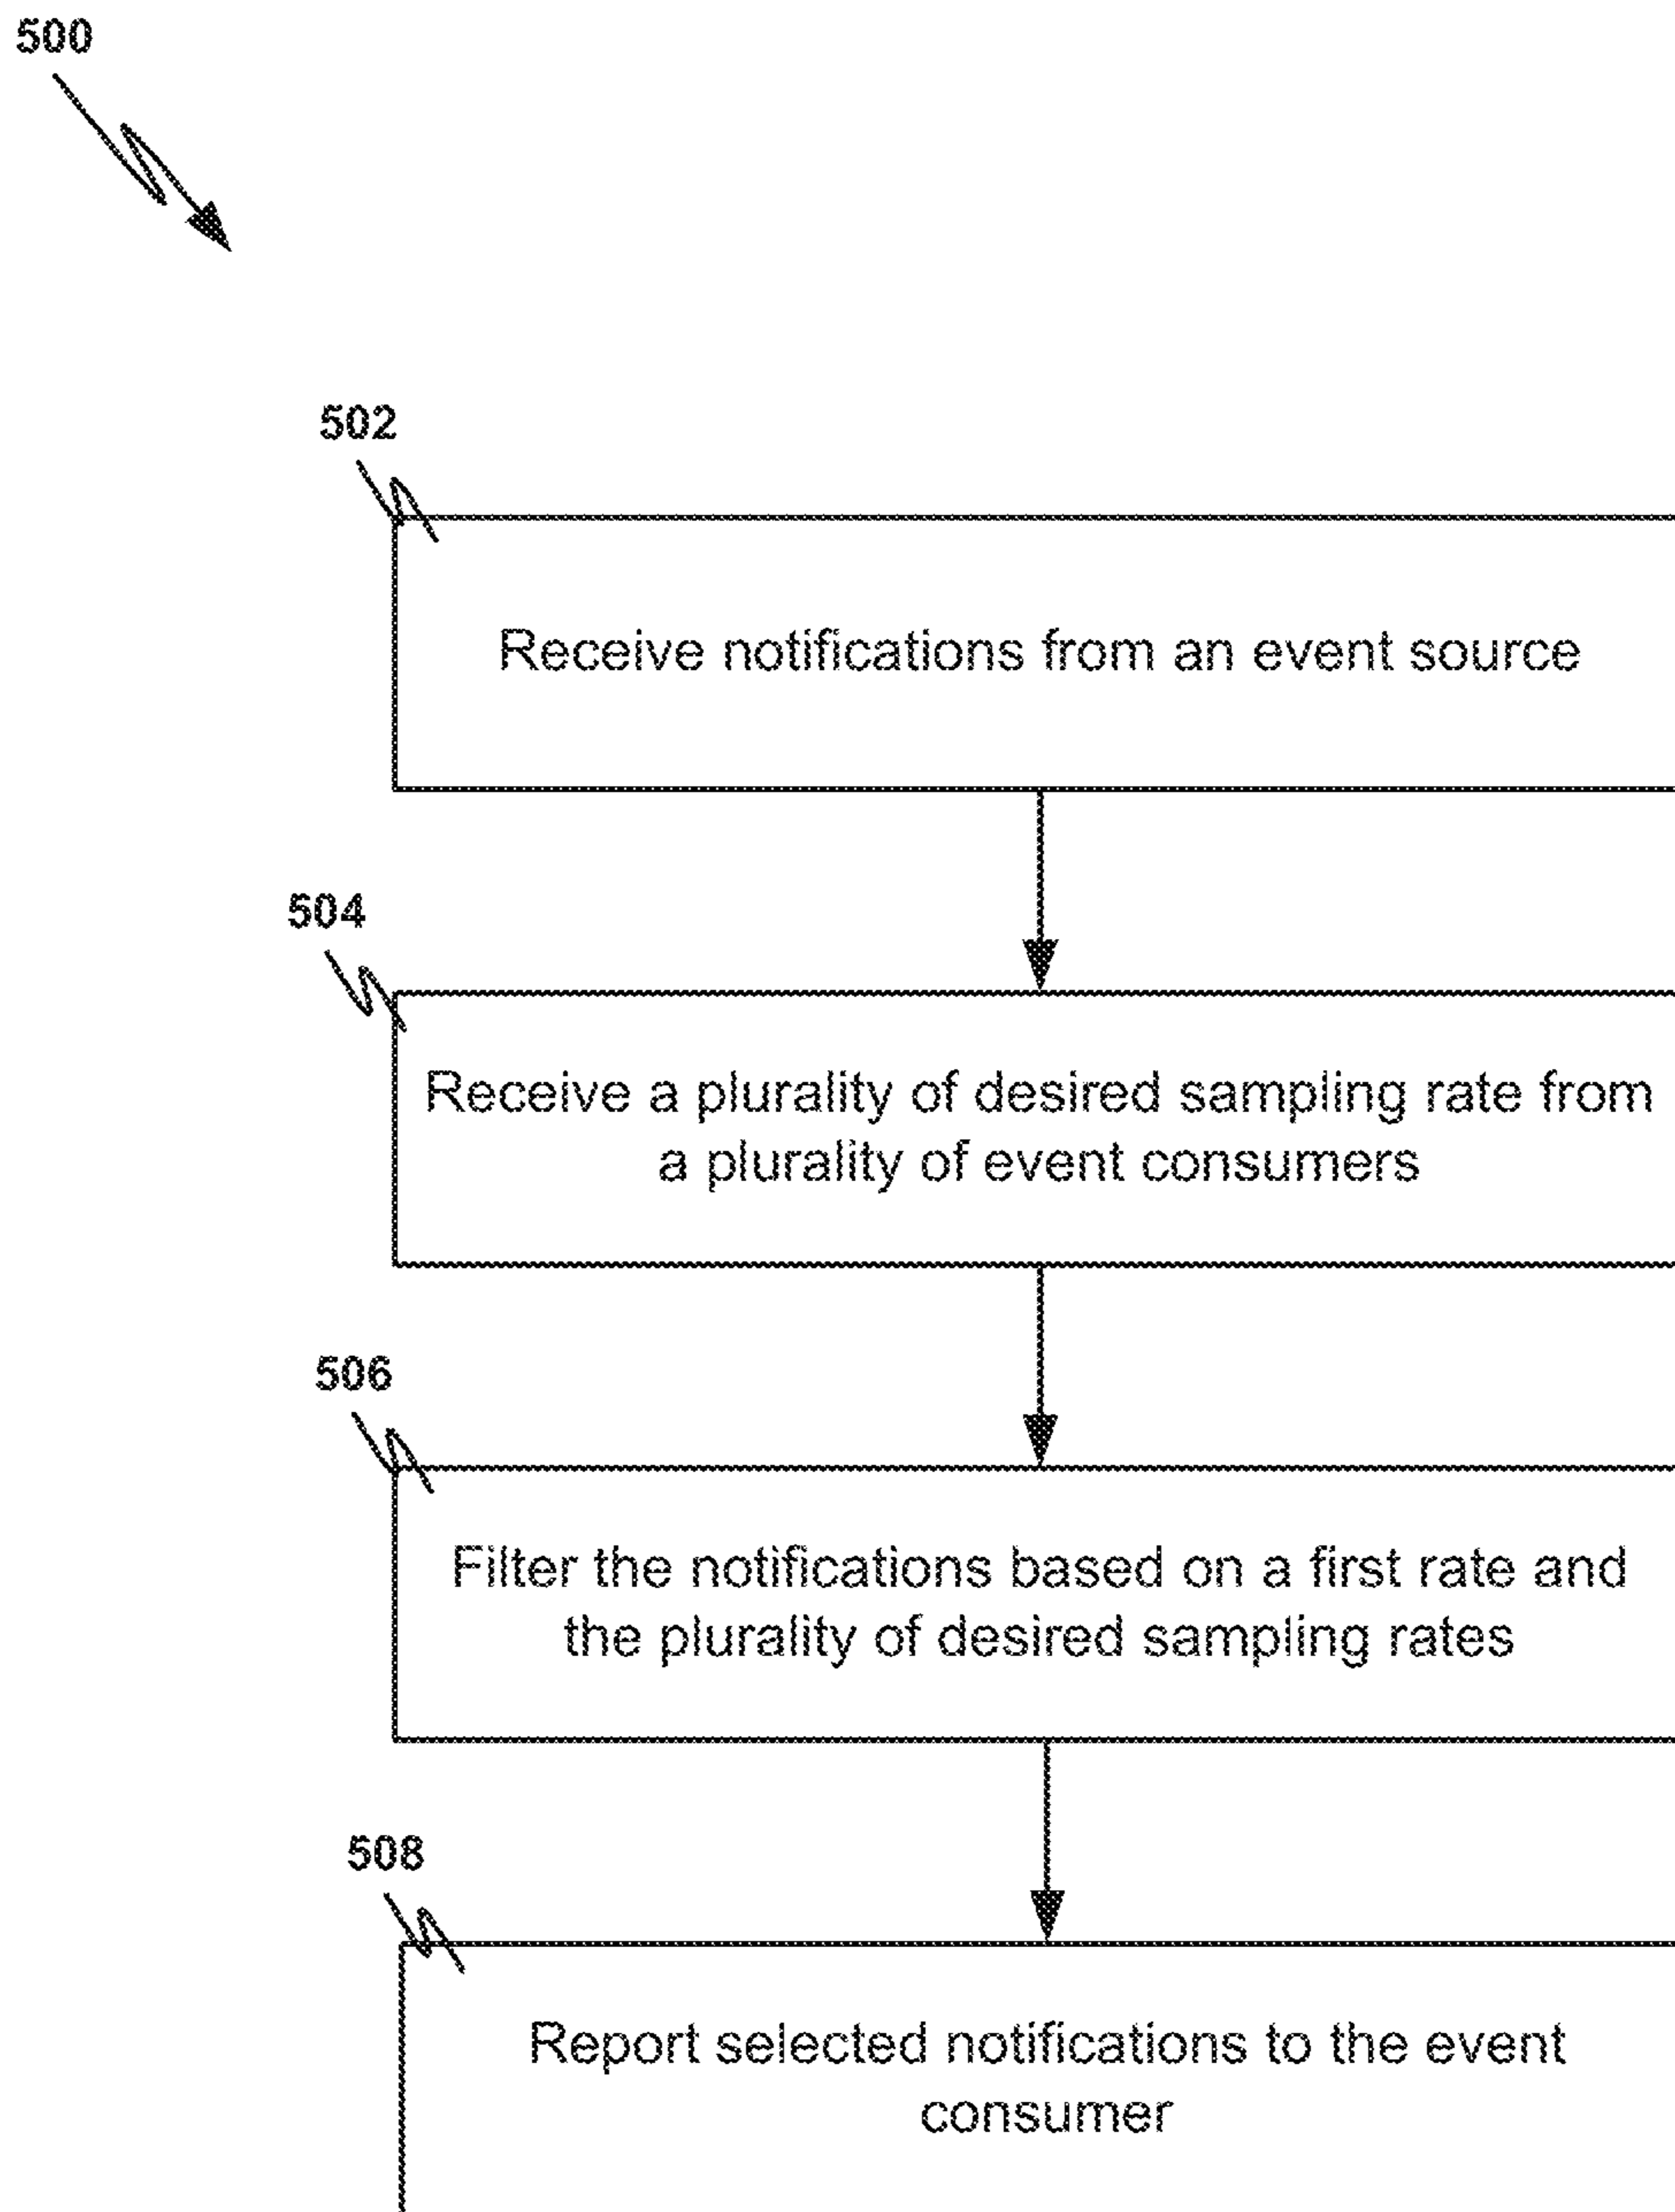 500
502
Receive notifications from an event source
504
Receive a plurality of desired sampling rate from
a plurality of event consumers
506
Filter the notifications based on a first rate and
the plurality of desired sampling rates
508
Report selected notifications to the event
consumer